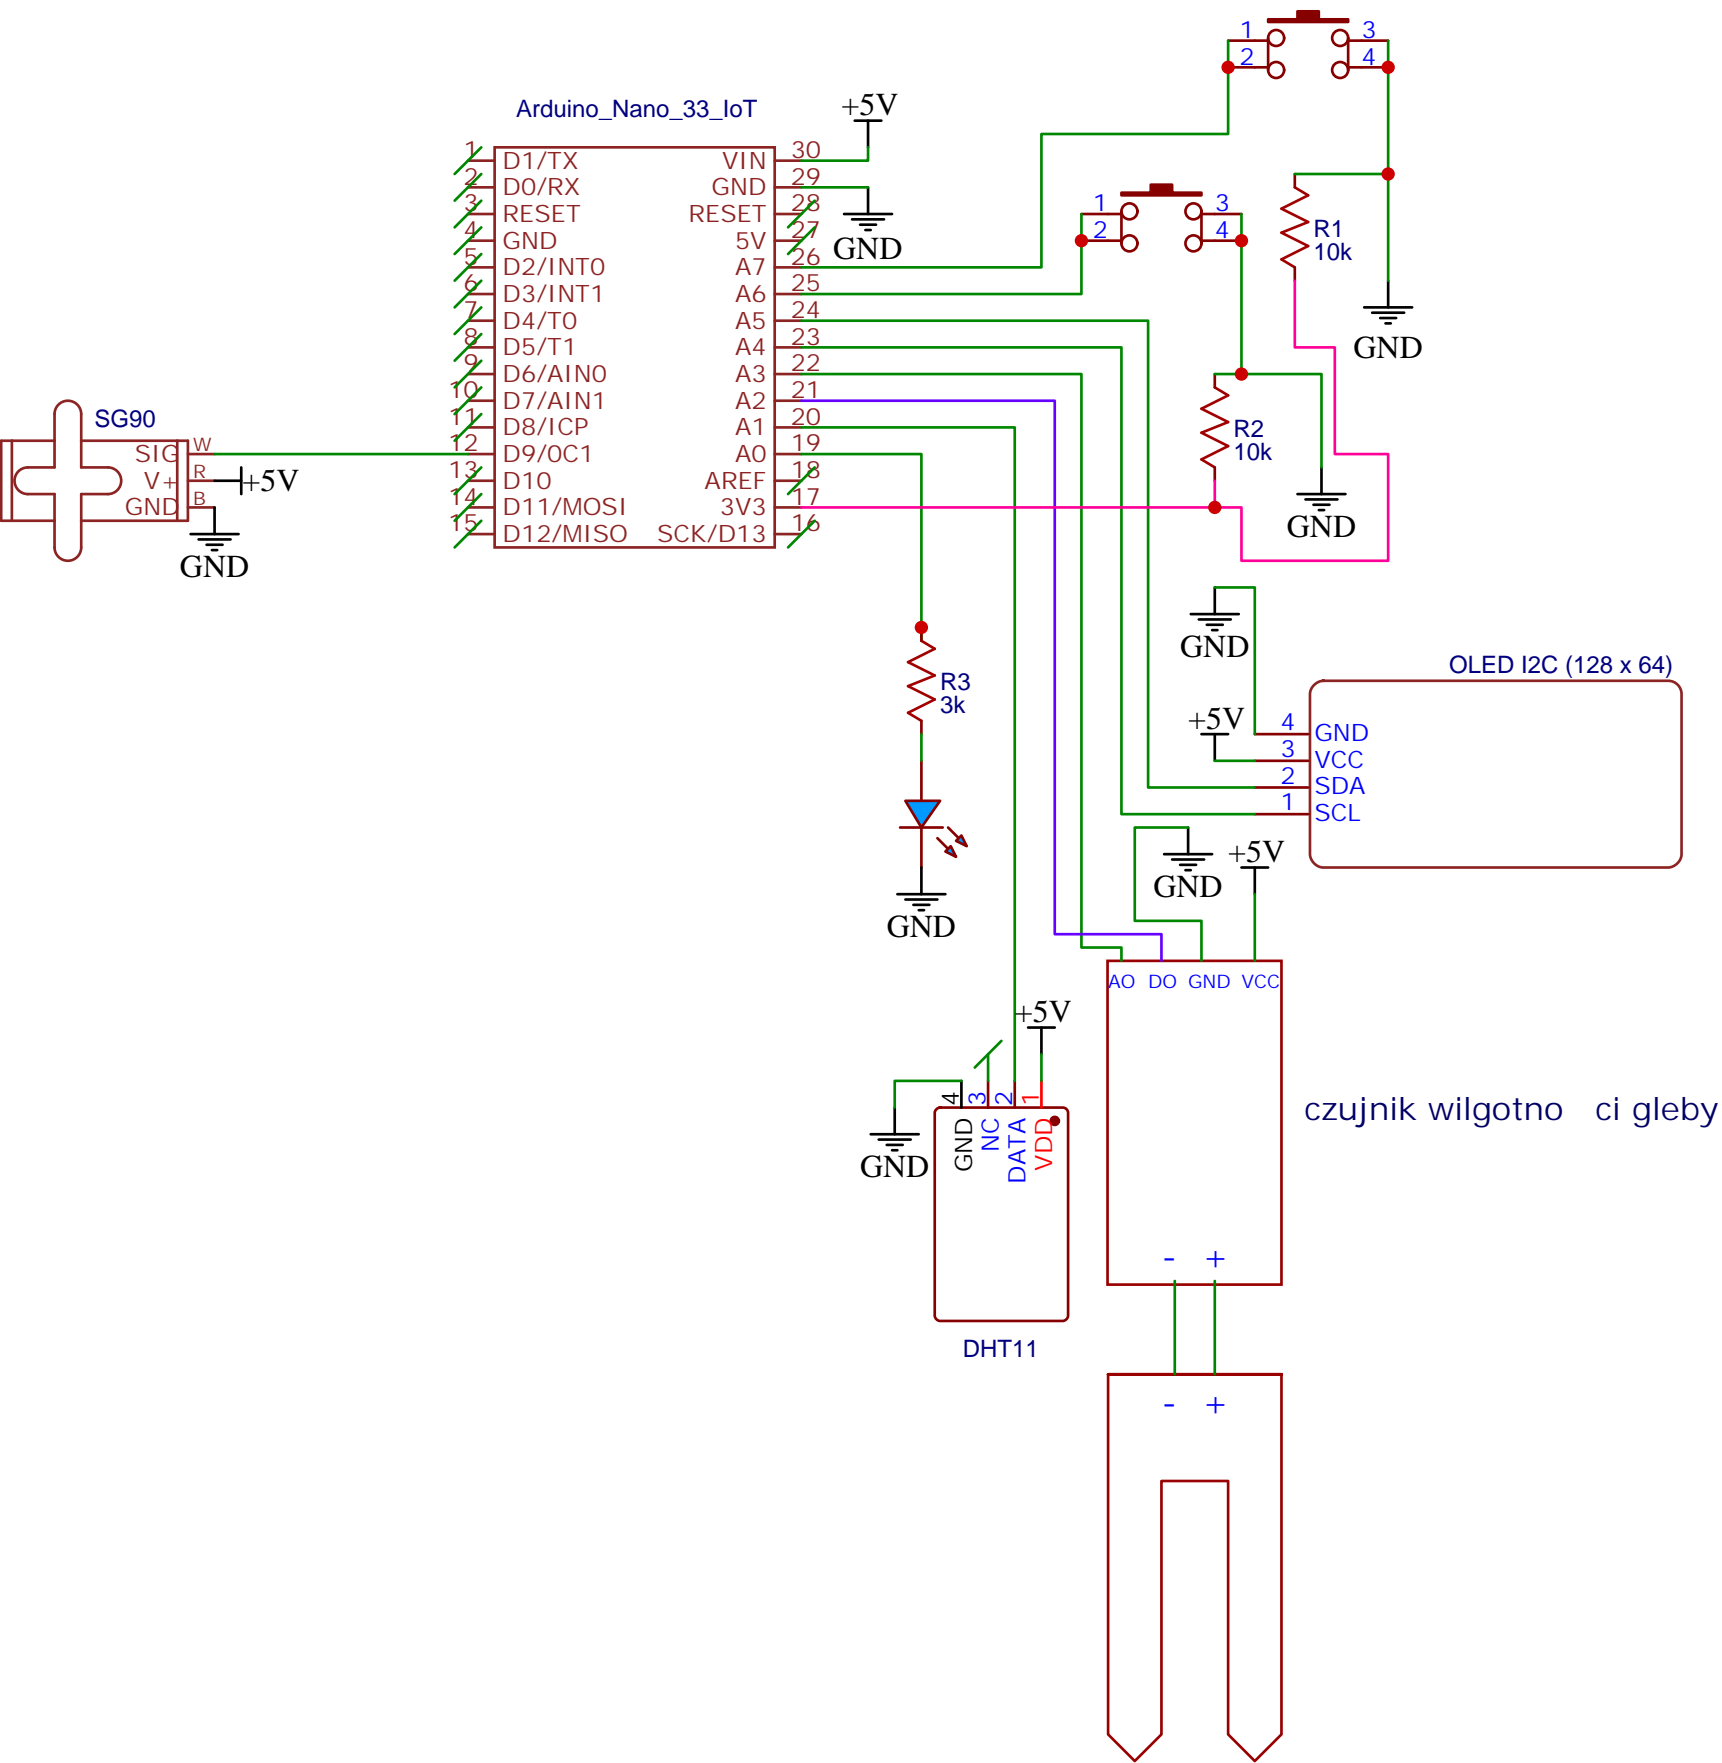 Arduino_Nano_33_IoT
1 D1/TX
2 D0/RX
3 RESET
4 GND
5 D2/INT0
6 D3/INT1
7 D4/T0
8 D5/T1
9 D6/AIN0
10 D7/AIN1
11 D8/ICP
12 D9/0C1
13 D10
14 D11/MOSI
15 D12/MISO
VIN 30
GND 29
RESET 28
5V 27
A7 26
A6 25
A5 24
A4 23
A3 22
A2 21
A1 20
A0 19
AREF 18
3V3 17
SCK/D13 16
+5V
GND
1 3
2 4
1 3
2 4
R1
10k
GND
R2
10k
GND
SG90
SIG W
V+ R
GND B
+5V
GND
R3
3k
GND
GND
OLED I2C (128 x 64)
+5V
4 GND
3 VCC
2 SDA
1 SCL
GND
+5V
AO DO GND VCC
czujnik wilgotno ci gleby
- +
- +
+5V
GND
4 3 2 1
GND NC DATA VDD
DHT11